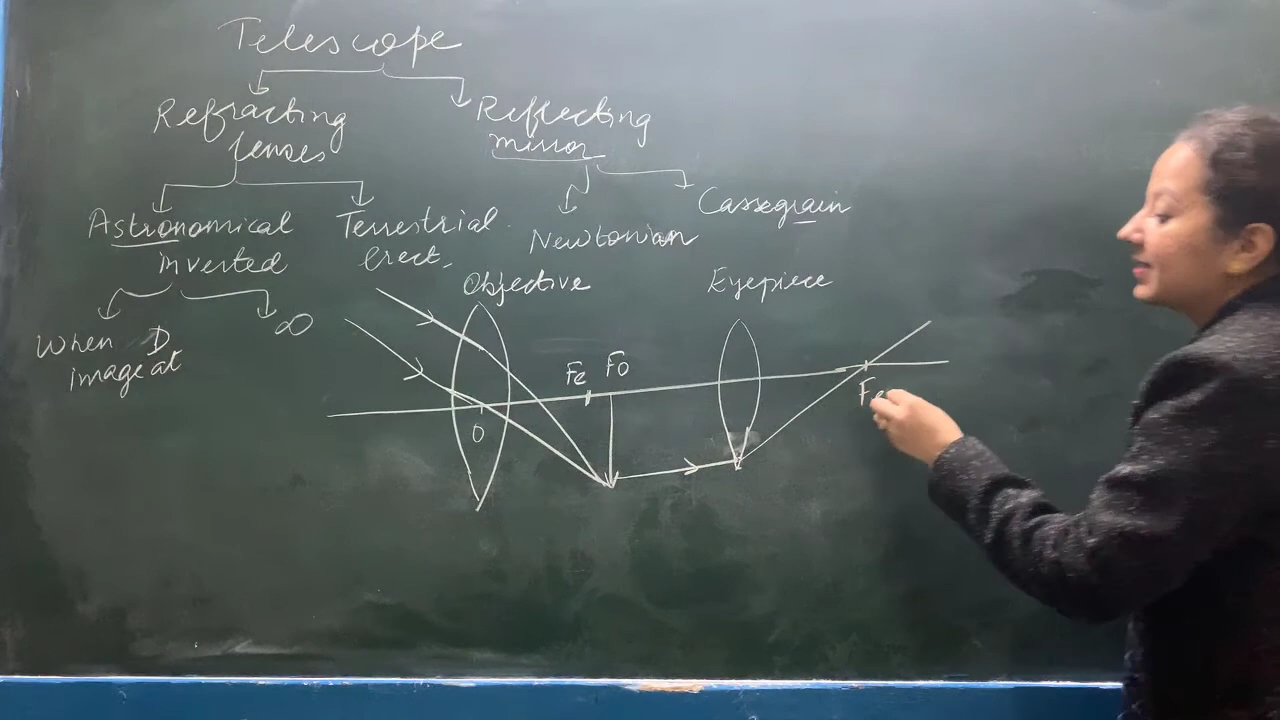 Telescope
Refracting
lenses
Reflecting
mirror
Astronomical
inverted
Terrestrial
erect,
Newtonian
Cassegrain
When D
image at
∞
Objective
Eyepiece
Fe
Fo
O